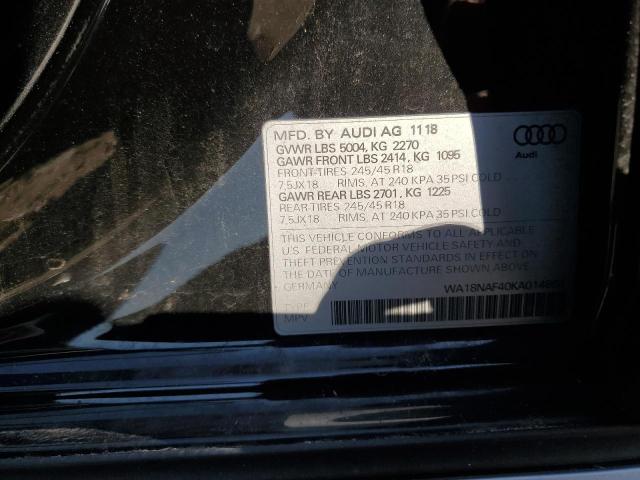 MFD. BY AUDI AG 11 18
GVWR LBS 5004, KG 2270
GAWR FRONT LBS 2414, KG 1095
FRONT-TIRES 245/45 R18
7,5JX18 RIMS, AT 240 KPA 35 PSI COLD
GAWR REAR LBS 2701, KG 1225
REAR-TIRES 245/45 R18
7,5JX18 RIMS, AT 240 KPA 35 PSI COLD
Audi
THIS VEHICLE CONFORMS TO ALL APPLICABLE
U.S. FEDERAL MOTOR VEHICLE SAFETY AND
THEFT PREVENTION STANDARDS IN EFFECT ON
THE DATE OF MANUFACTURE SHOWN ABOVE.
GERMANY
TYPE
MPV